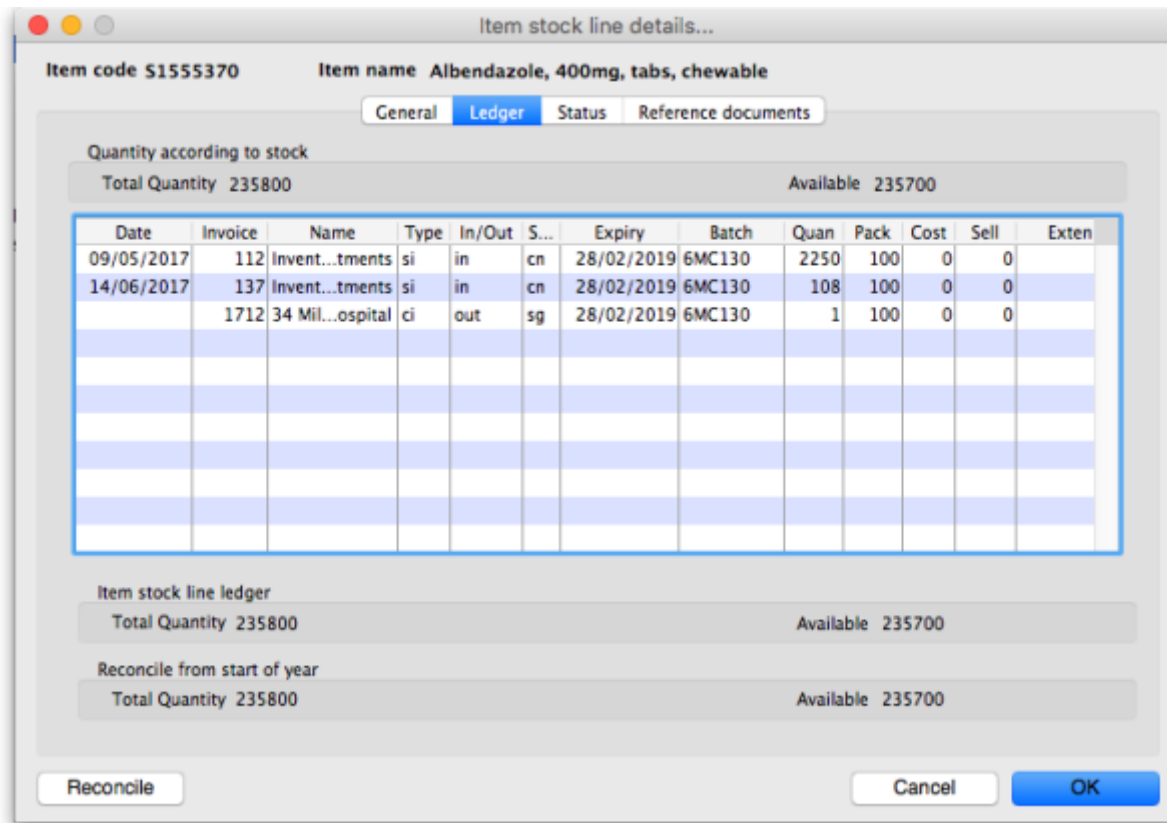 Item stock line details...
Item code S1555370 Item name Albendazole, 400mg, tabs, chewable
General Ledger Status Reference documents
Quantity according to stock
Total Quantity 235800 Available 235700
Date Invoice Name Type In/Out S... Expiry Batch Quan Pack Cost Sell Exten
09/05/2017 112 Invent...tments si in cn 28/02/2019 6MC130 2250 100 0 0
14/06/2017 137 Invent...tments si in cn 28/02/2019 6MC130 108 100 0 0
1712 34 Mil...ospital ci out sg 28/02/2019 6MC130 1 100 0 0
Item stock line ledger
Total Quantity 235800 Available 235700
Reconcile from start of year
Total Quantity 235800 Available 235700
Reconcile Cancel OK